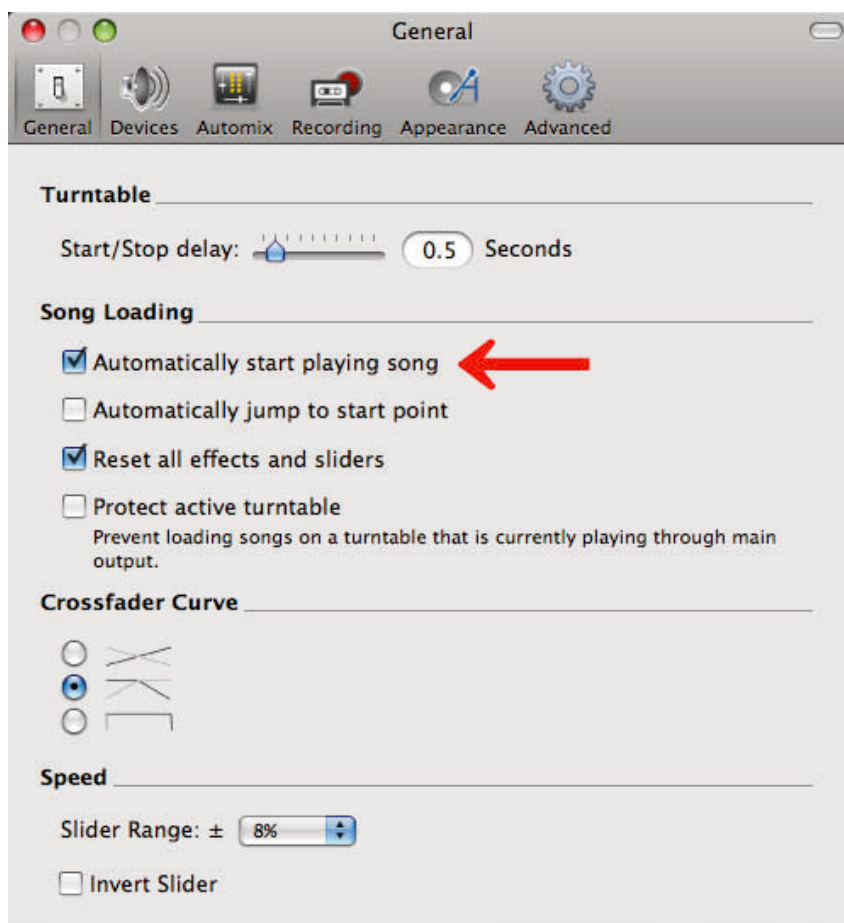 General
General Devices Automix Recording Appearance Advanced
Turntable
Start/Stop delay: 0.5 Seconds
Song Loading
Automatically start playing song
Automatically jump to start point
Reset all effects and sliders
Protect active turntable
Prevent loading songs on a turntable that is currently playing through main
output.
Crossfader Curve
Speed
Slider Range: ± 8%
Invert Slider